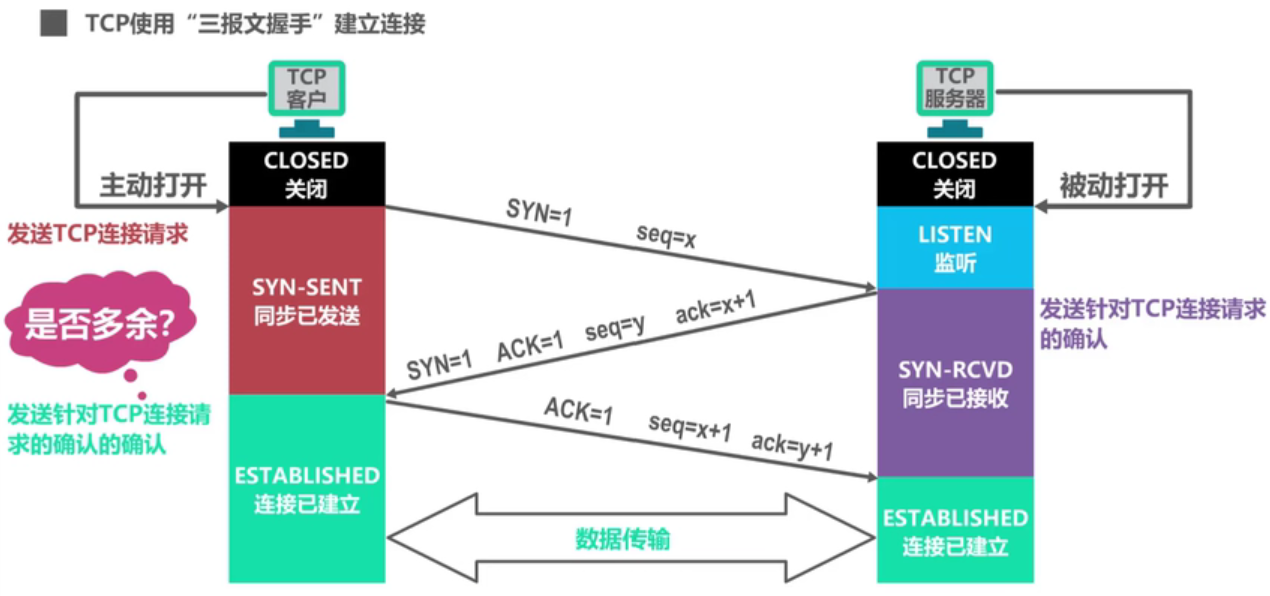 TCP使用“三报文握手”建立连接
TCP
客户
TCP
服务器
CLOSED
关闭
CLOSED
关闭
主动打开
被动打开
发送TCP连接请求
SYN=1 seq=x
LISTEN
监听
SYN-SENT
同步已发送
是否多余?
SYN=1 ACK=1 seq=y ack=x+1
发送针对TCP连接请求
的确认
SYN-RCVD
同步已接收
发送针对TCP连接请
求的确认的确认
ACK=1 seq=x+1 ack=y+1
ESTABLISHED
连接已建立
数据传输
ESTABLISHED
连接已建立